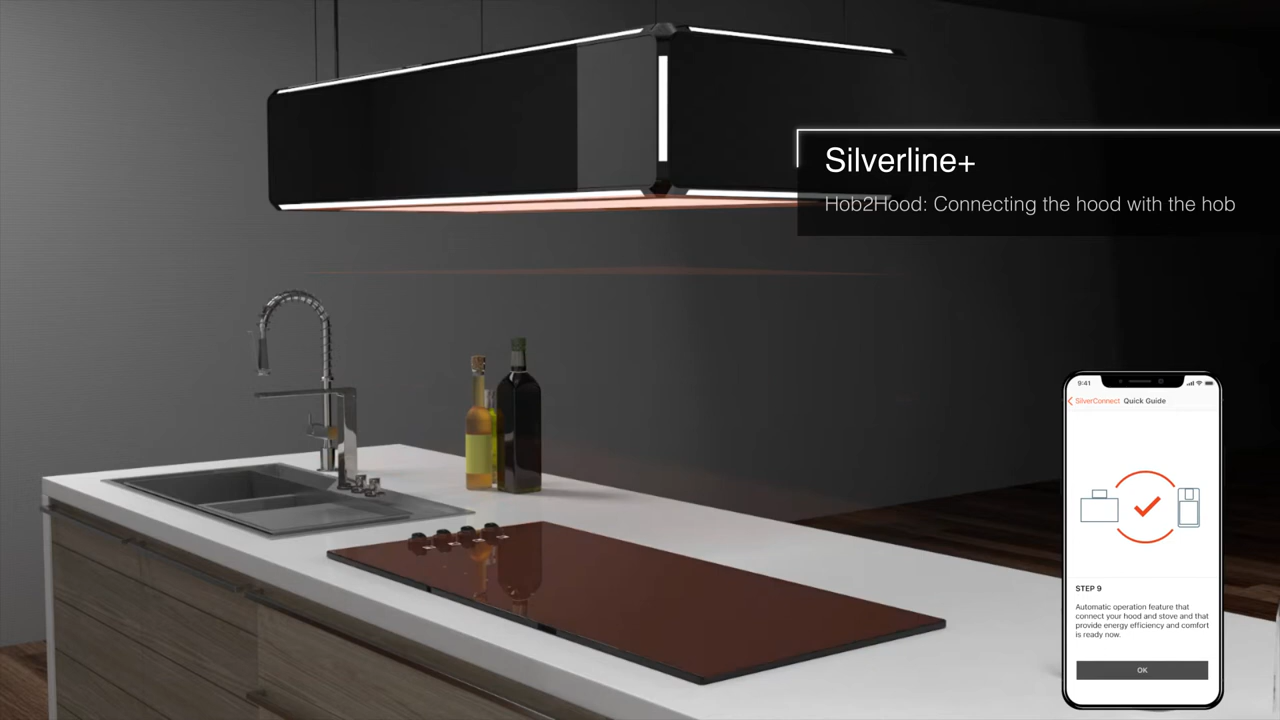 Silverline+
Hob2Hood: Connecting the hood with the hob
9:41
SilverConnect Quick Guide
STEP 9
Automatic operation feature that
connect your hood and stove and that
provide energy efficiency and comfort
is ready now.
OK